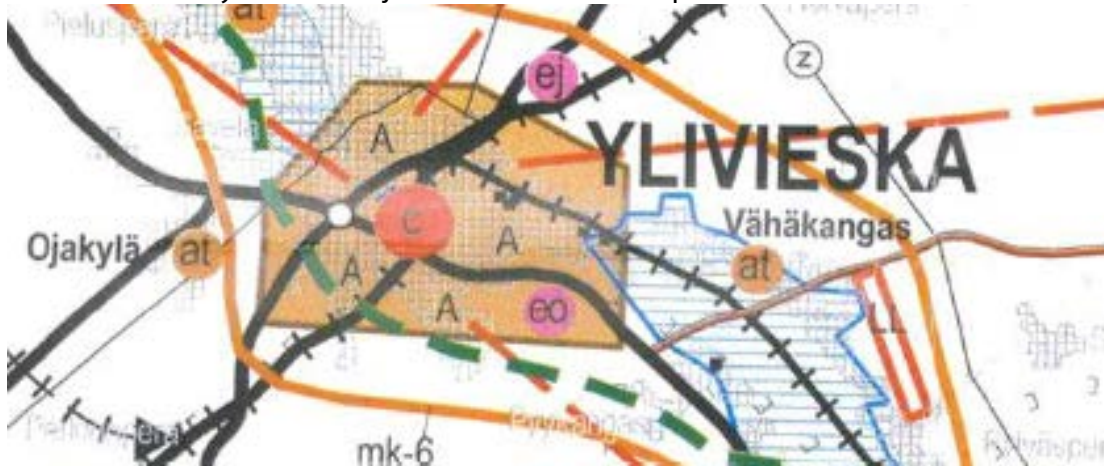 at
ej
Z
A
YLIVIESKA
c
Vähäkangas
Ojakylä
at
A
at
A
A
eo
LL
mk-6